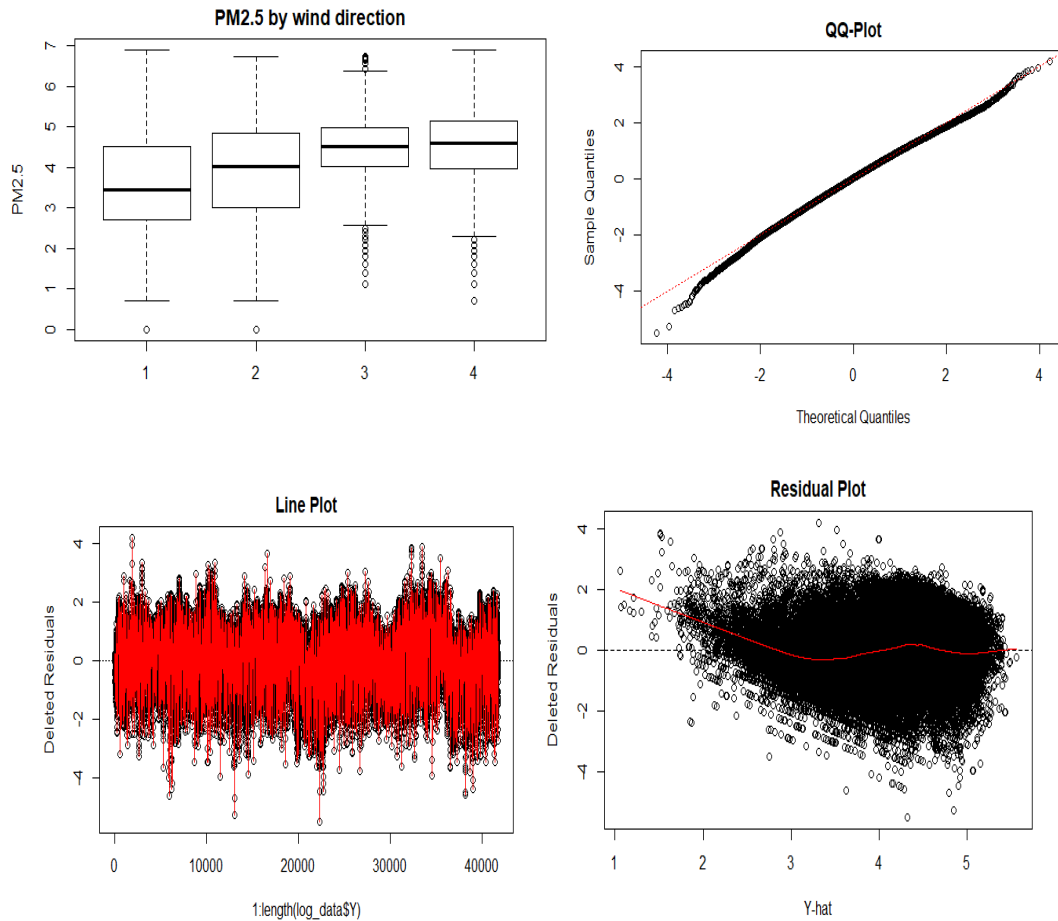 PM2.5 by wind direction
PM2.5
7
6
5
4
3
2
1
0
1 2 3 4
QQ-Plot
Sample Quantiles
4
2
0
-2
-4
-4 -2 0 2 4
Theoretical Quantiles
Line Plot
Deleted Residuals
4
2
0
-2
-4
0 10000 20000 30000 40000
1:length(log_data$Y)
Residual Plot
Deleted Residuals
4
2
0
-2
-4
1 2 3 4 5
Y-hat